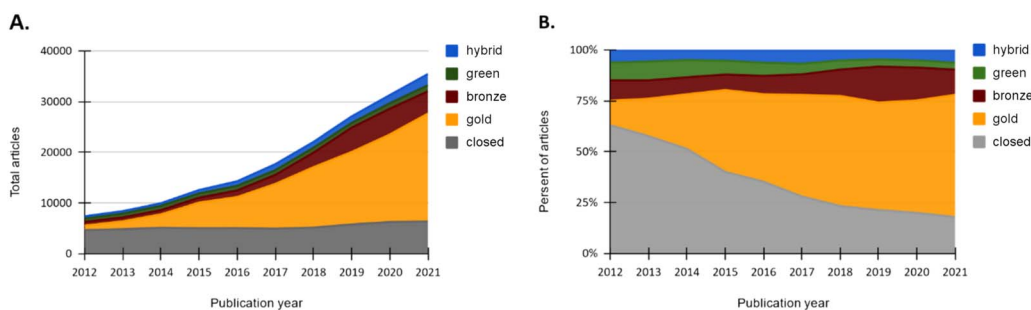 A.
40000
30000
20000
10000
0
Total articles
2012 2013 2014 2015 2016 2017 2018 2019 2020 2021
Publication year
hybrid
green
bronze
gold
closed
B.
100%
75%
50%
25%
0%
Persent of articles
2012 2013 2014 2015 2016 2017 2018 2019 2020 2021
Publication year
hybrid
green
bronze
gold
closed